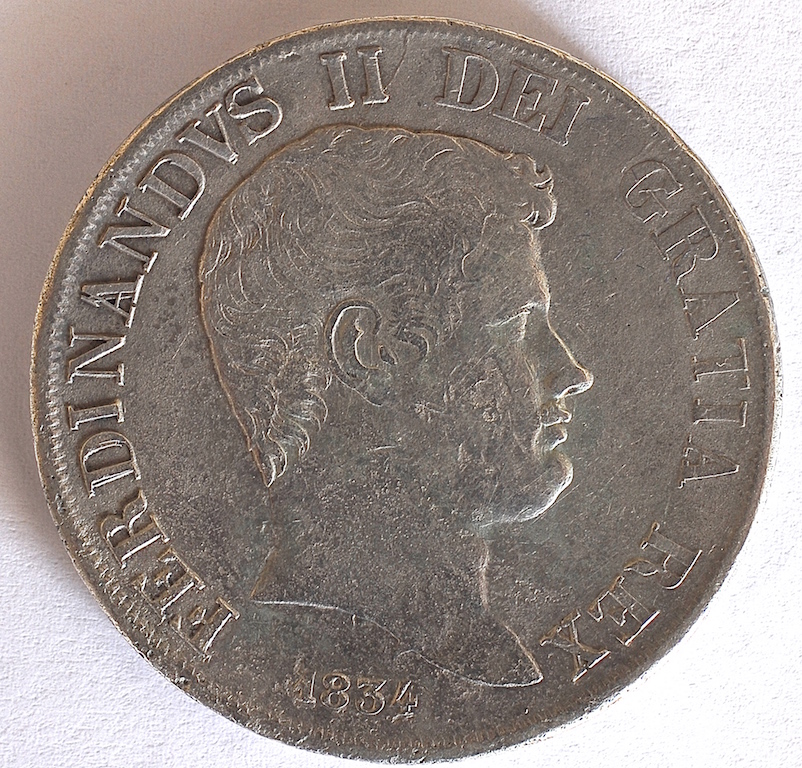 FERDINANDVS II DEI GRATIA REX
1834